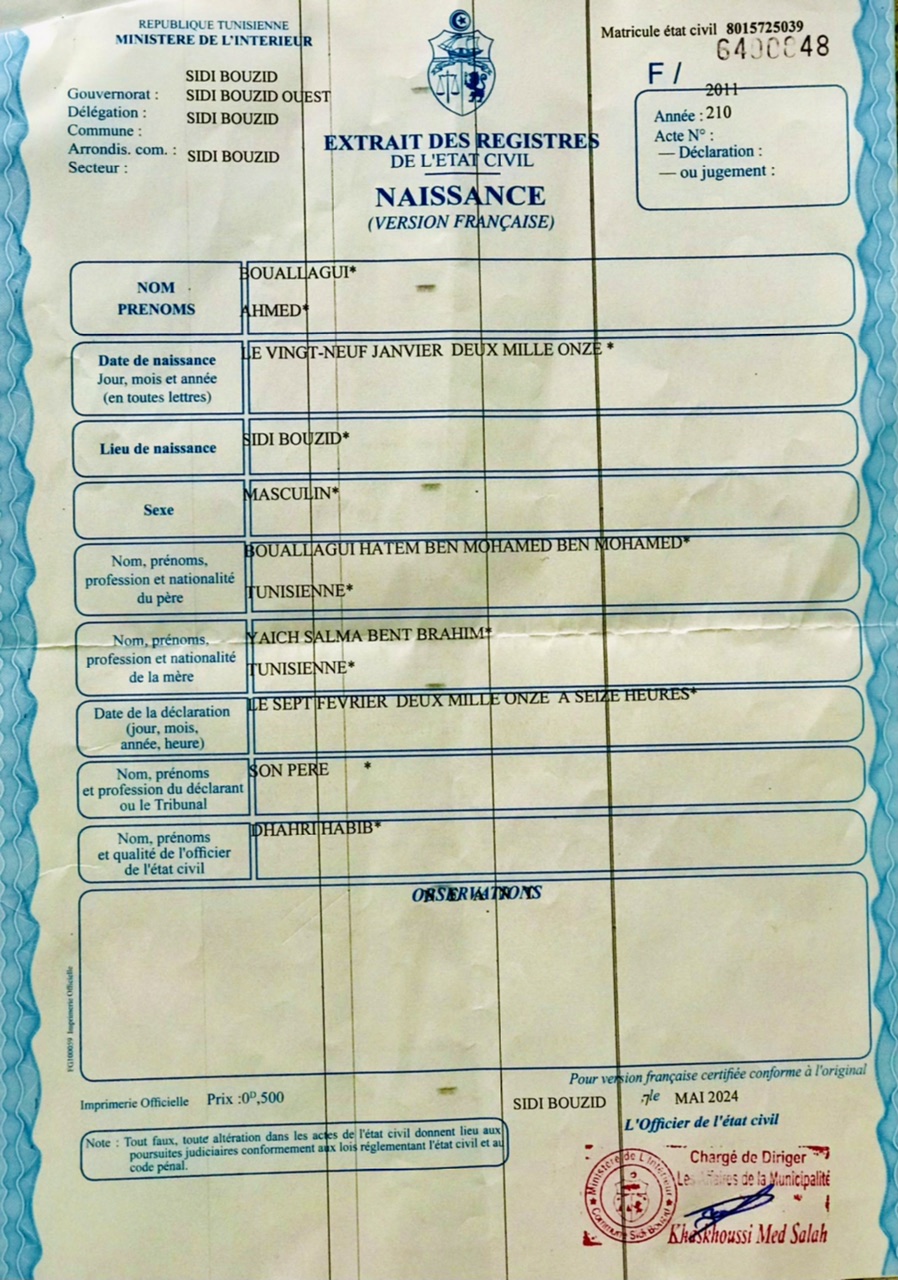 REPUBLIQUE TUNISIENNE
MINISTERE DE L'INTERIEUR
Matricule état civil 8015725039
F /
SIDI BOUZID
Gouvernorat : SIDI BOUZID OUEST
Délégation : SIDI BOUZID
Commune :
Arrondis. com. : SIDI BOUZID
Secteur :
2011
Année : 210
Acte N° :
— Déclaration :
— ou jugement :
EXTRAIT DES REGISTRES
DE L'ETAT CIVIL
NAISSANCE
(VERSION FRANÇAISE)
NOM
PRENOMS
BOUALLAGUI*
AHMED*
Date de naissance
Jour, mois et année
(en toutes lettres)
LE VINGT-NEUF JANVIER DEUX MILLE ONZE *
Lieu de naissance
SIDI BOUZID*
Sexe
MASCULIN*
Nom, prénoms,
profession et nationalité
du père
BOUALLAGUI HATEM BEN MOHAMED BEN MOHAMED*
TUNISIENNE*
Nom, prénoms,
profession et nationalité
de la mère
YAICH SALMA BENT BRAHIM*
TUNISIENNE*
Date de la déclaration
(jour, mois,
année, heure)
LE SEPT FEVRIER DEUX MILLE ONZE A SEIZE HEURES*
Nom, prénoms
et profession du déclarant
ou le Tribunal
SON PERE *
Nom, prénoms
et qualité de l'officier
de l'état civil
DHAHRI HABIB*
OBSERVATIONS
FG100039 Imprimerie Officielle
Pour version française certifiée conforme à l'original
Imprimerie Officielle Prix :0D,500
SIDI BOUZID le MAI 2024
L'Officier de l'état civil
Note : Tout faux, toute altération dans les actes de l'état civil donnent lieu aux
poursuites judiciaires conformement aux lois réglementant l'état civil et au
code pénal.
Chargé de Diriger
Les Affaires de la Municipalité
Khaskhoussi Med Salah
Ministère de L'Intérieur
Commune Sidi Bouzid